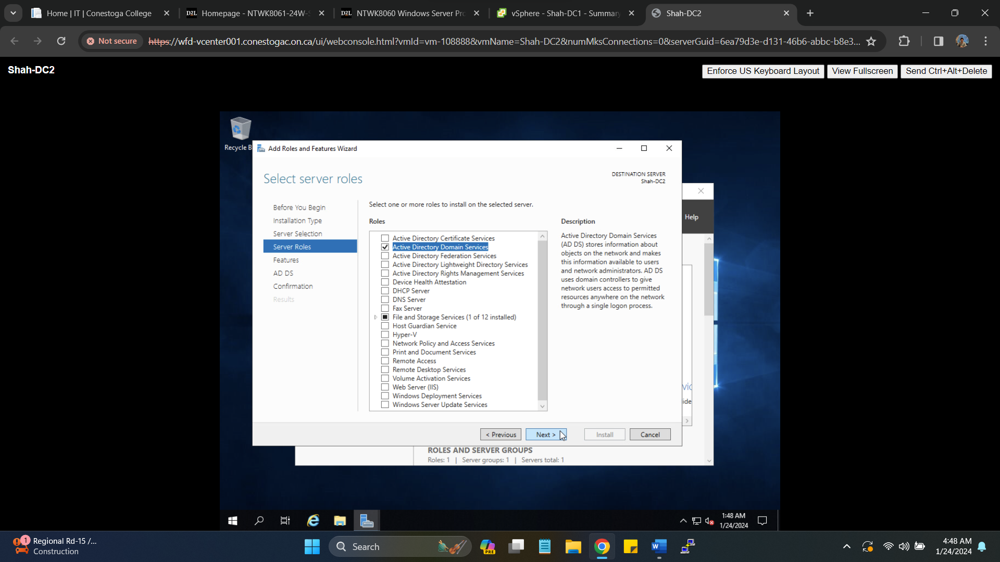 Home | IT | Conestoga College
D2L Homepage - NTWK8061-24W-S
D2L NTWK8060 Windows Server Pr
vSphere - Shah-DC1 - Summary
Shah-DC2
Not secure
https://wfd-vcenter001.conestogac.on.ca/ui/webconsole.html?vmId=vm-108888&vmName=Shah-DC2&numMksConnections=0&serverGuid=6ea79d3e-d131-46b6-abbc-b8e3...
Shah-DC2
Enforce US Keyboard Layout
View Fullscreen
Send Ctrl+Alt+Delete
Recycle B
Add Roles and Features Wizard
Select server roles
DESTINATION SERVER
Shah-DC2
Before You Begin
Installation Type
Server Selection
Server Roles
Features
AD DS
Confirmation
Results
Select one or more roles to install on the selected server.
Roles
Active Directory Certificate Services
Active Directory Domain Services
Active Directory Federation Services
Active Directory Lightweight Directory Services
Active Directory Rights Management Services
Device Health Attestation
DHCP Server
DNS Server
Fax Server
File and Storage Services (1 of 12 installed)
Host Guardian Service
Hyper-V
Network Policy and Access Services
Print and Document Services
Remote Access
Remote Desktop Services
Volume Activation Services
Web Server (IIS)
Windows Deployment Services
Windows Server Update Services
Description
Active Directory Domain Services
(AD DS) stores information about
objects on the network and makes
this information available to users
and network administrators. AD DS
uses domain controllers to give
network users access to permitted
resources anywhere on the network
through a single logon process.
Help
vic
ide
< Previous
Next >
Install
Cancel
ROLES AND SERVER GROUPS
Roles: 1 | Server groups: 1 | Servers total: 1
1:48 AM
1/24/2024
1
Regional Rd-15 /...
Construction
Search
PRE
W
4:48 AM
1/24/2024